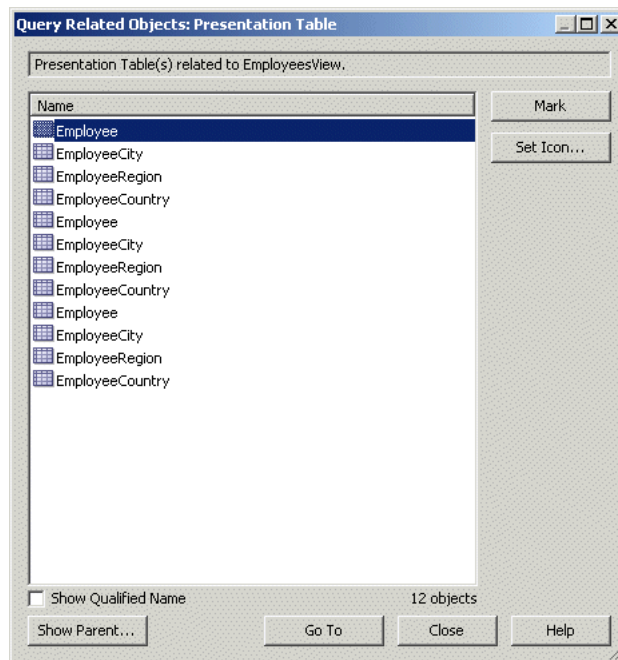 Query Related Objects: Presentation Table
Presentation Table(s) related to EmployeesView.
Name
Mark
Employee
EmployeeCity
Set Icon...
EmployeeRegion
EmployeeCountry
Employee
EmployeeCity
EmployeeRegion
EmployeeCountry
Employee
EmployeeCity
EmployeeRegion
EmployeeCountry
Show Qualified Name
12 objects
Show Parent...
Go To
Close
Help